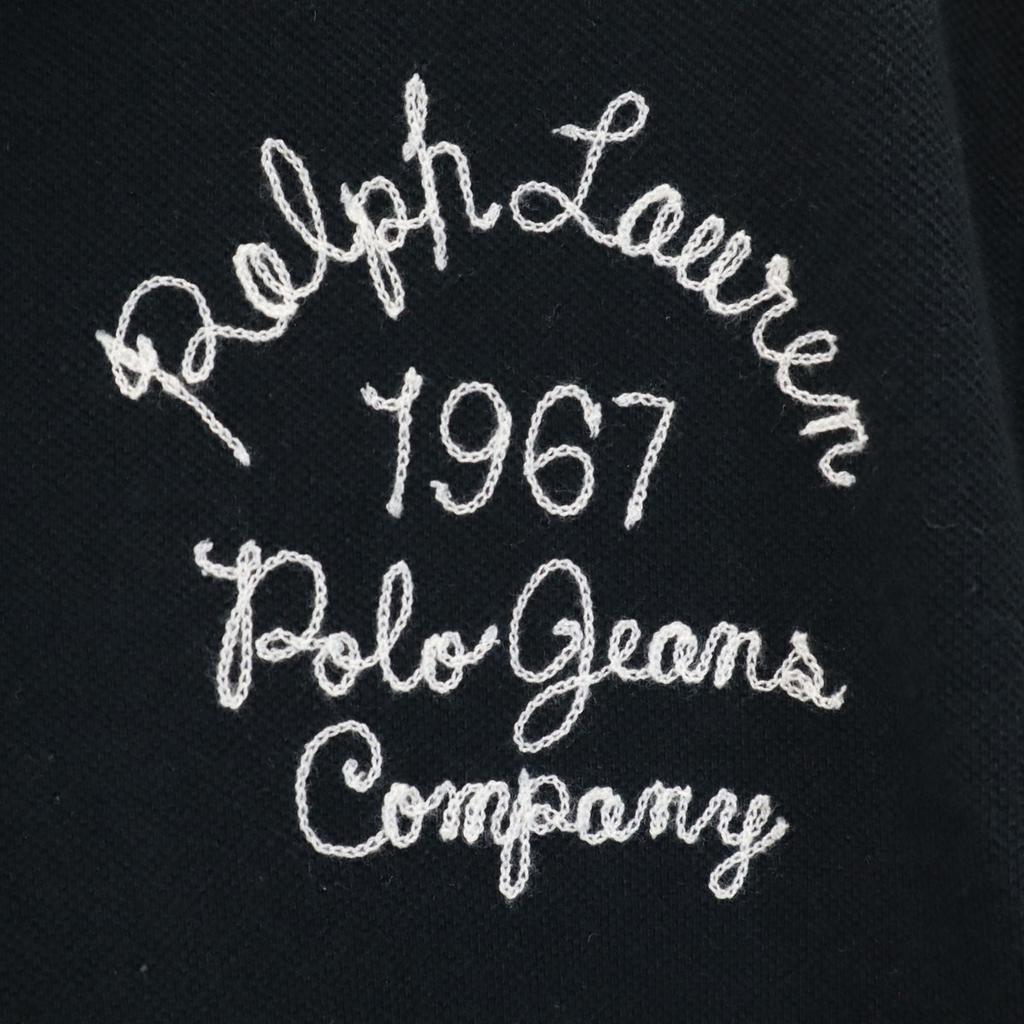 Ralph Lauren
1967
Polo Jeans
Company